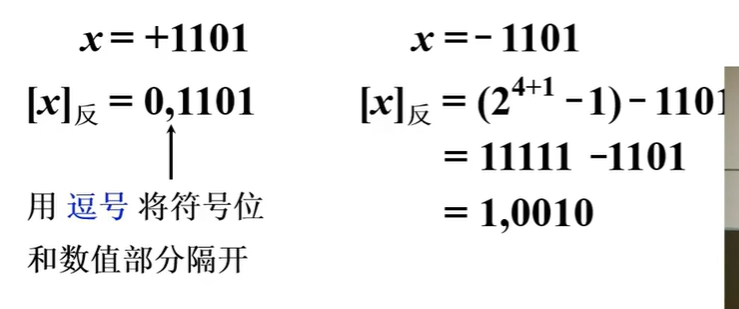 x = +1101
[x]反 = 0,1101
用 逗号 将符号位
和数值部分隔开
x = − 1101
[x]反 = (2^{4+1} − 1) − 1101
= 11111 −1101
= 1,0010